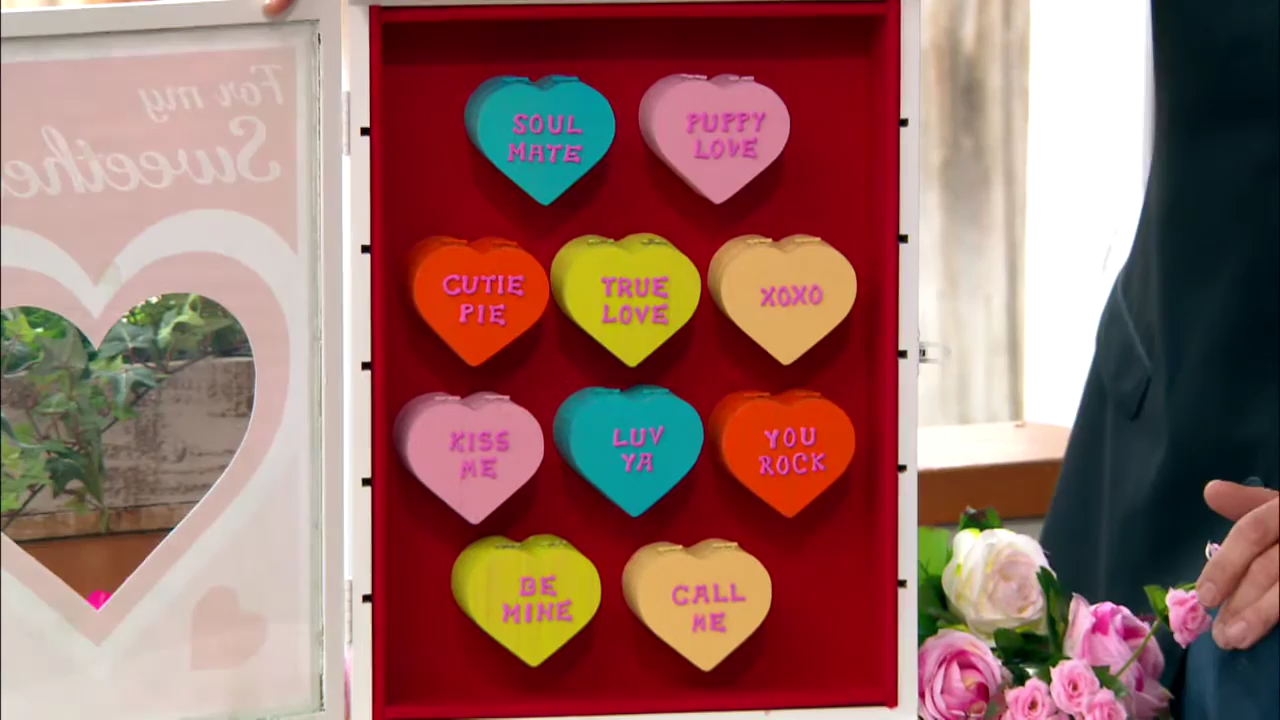 For my
SOUL
MATE
PUPPY
LOVE
CUTIE
PIE
TRUE
LOVE
XOXO
KISS
ME
LUV
YA
YOU
ROCK
BE
MINE
CALL
ME